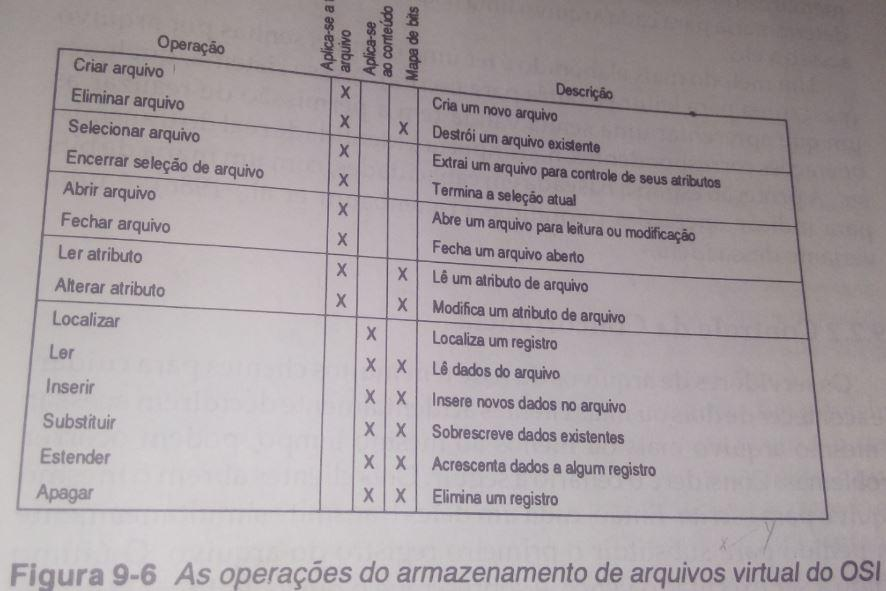 Operação
Aplica-se a
arquivo
Aplica-se
ao conteúdo
Mapa de bits
Descrição
Criar arquivo X Cria um novo arquivo
Eliminar arquivo X X Destrói um arquivo existente
Selecionar arquivo X Extrai um arquivo para controle de seus atributos
Encerrar seleção de arquivo X Termina a seleção atual
Abrir arquivo X Abre um arquivo para leitura ou modificação
Fechar arquivo X Fecha um arquivo aberto
Ler atributo X X Lê um atributo de arquivo
Alterar atributo X X Modifica um atributo de arquivo
Localizar X Localiza um registro
Ler X X Lê dados do arquivo
Inserir X X Insere novos dados no arquivo
Substituir X X Sobrescreve dados existentes
Estender X X Acrescenta dados a algum registro
Apagar X X Elimina um registro
Figura 9-6 As operações do armazenamento de arquivos virtual do OSI